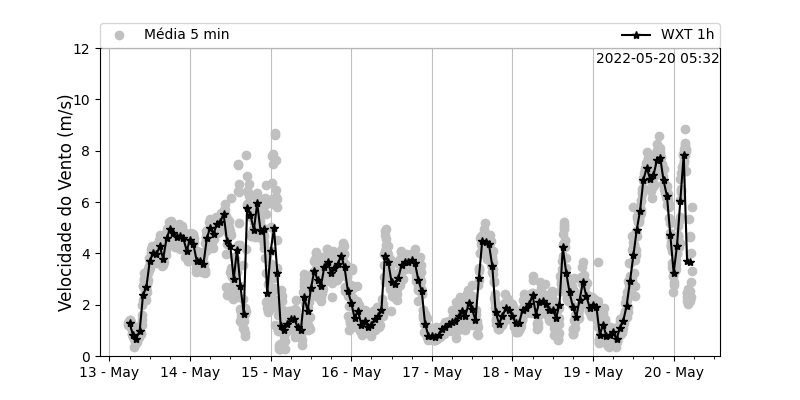 Média 5 min
WXT 1h
2022-05-20 05:32
Velocidade do Vento (m/s)
12
10
8
6
4
2
0
13 - May
14 - May
15 - May
16 - May
17 - May
18 - May
19 - May
20 - May